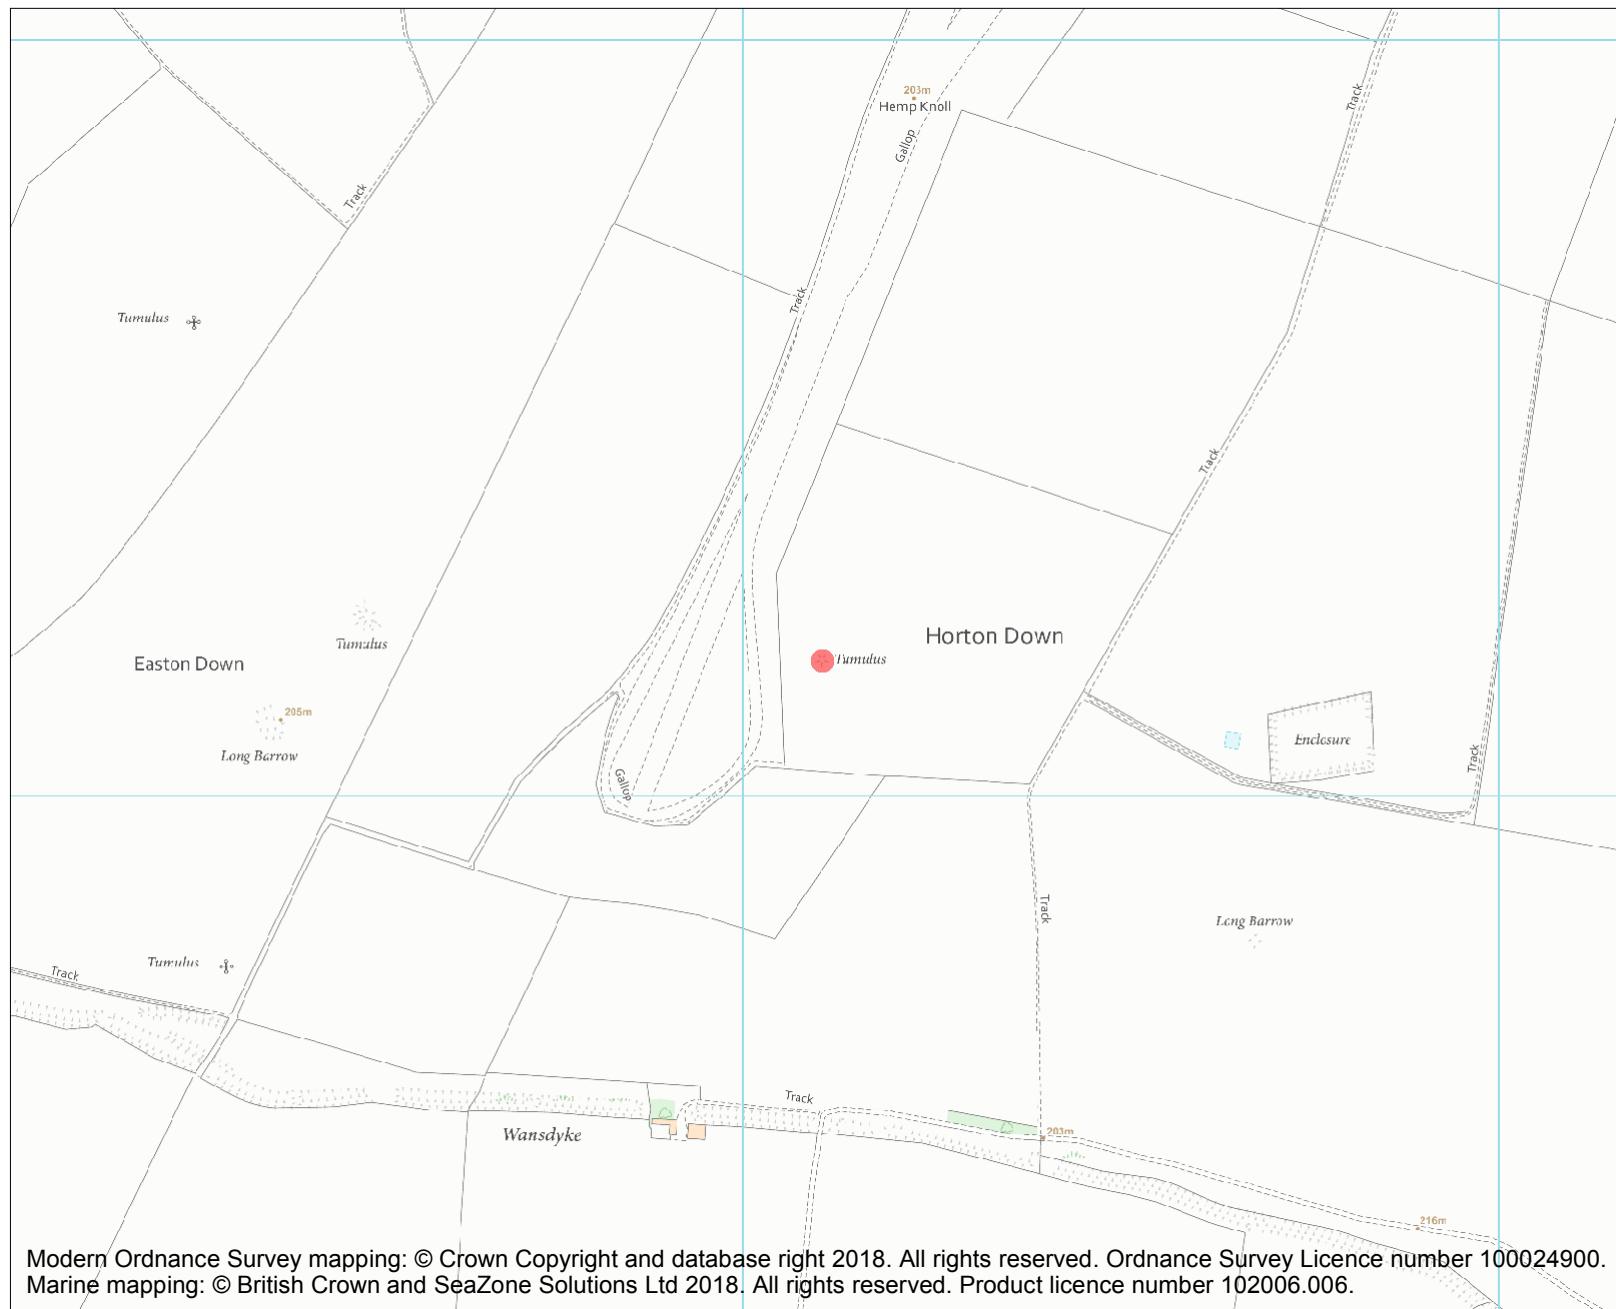 203m
Hemp Knoll
Track
Gallop
Track
Track
Tumulus
Track
Track
Horton Down
Tumulus
Tumulus
Easton Down
205m
Long Barrow
Enclosure
Track
Gallop
Track
Long Barrow
Tumulus
Track
Track
Wansdyke
203m
216m
Modern Ordnance Survey mapping: © Crown Copyright and database right 2018. All rights reserved. Ordnance Survey Licence number 100024900.
Marine mapping: © British Crown and SeaZone Solutions Ltd 2018. All rights reserved. Product licence number 102006.006.